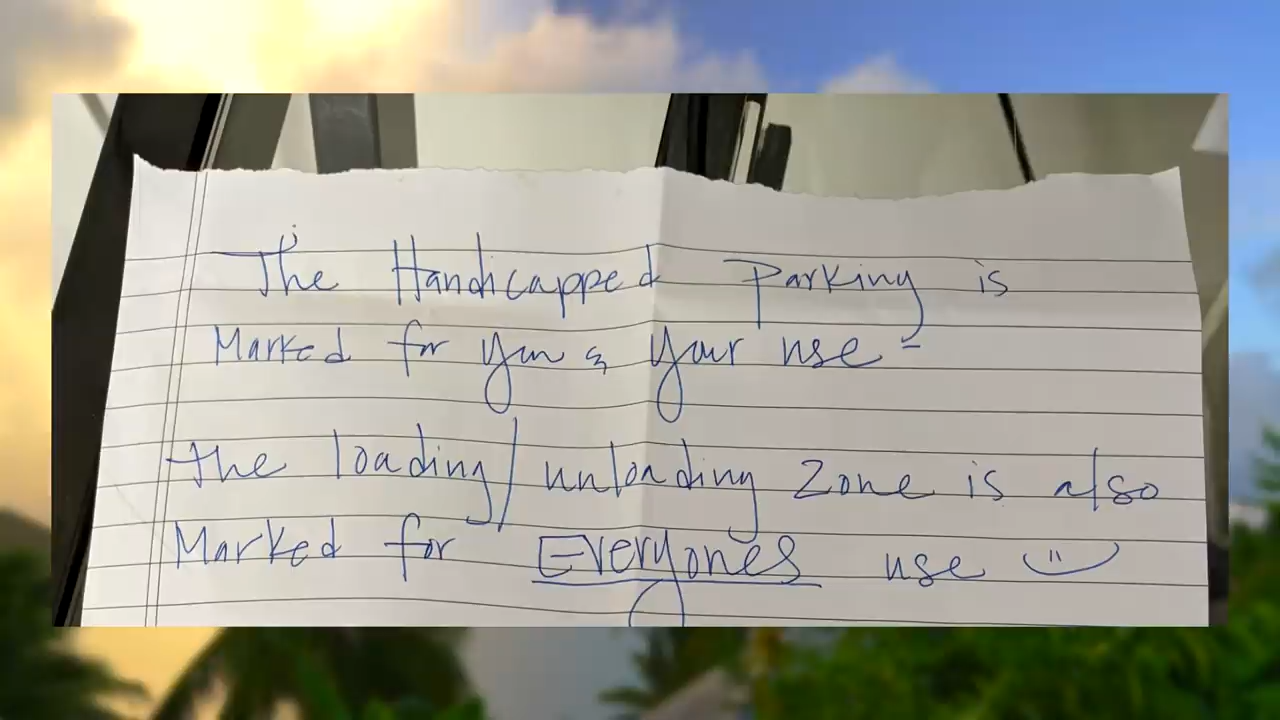 The Handicapped Parking is
Marked for you & your use -
the loading/unloading Zone is also
Marked for Everyones use